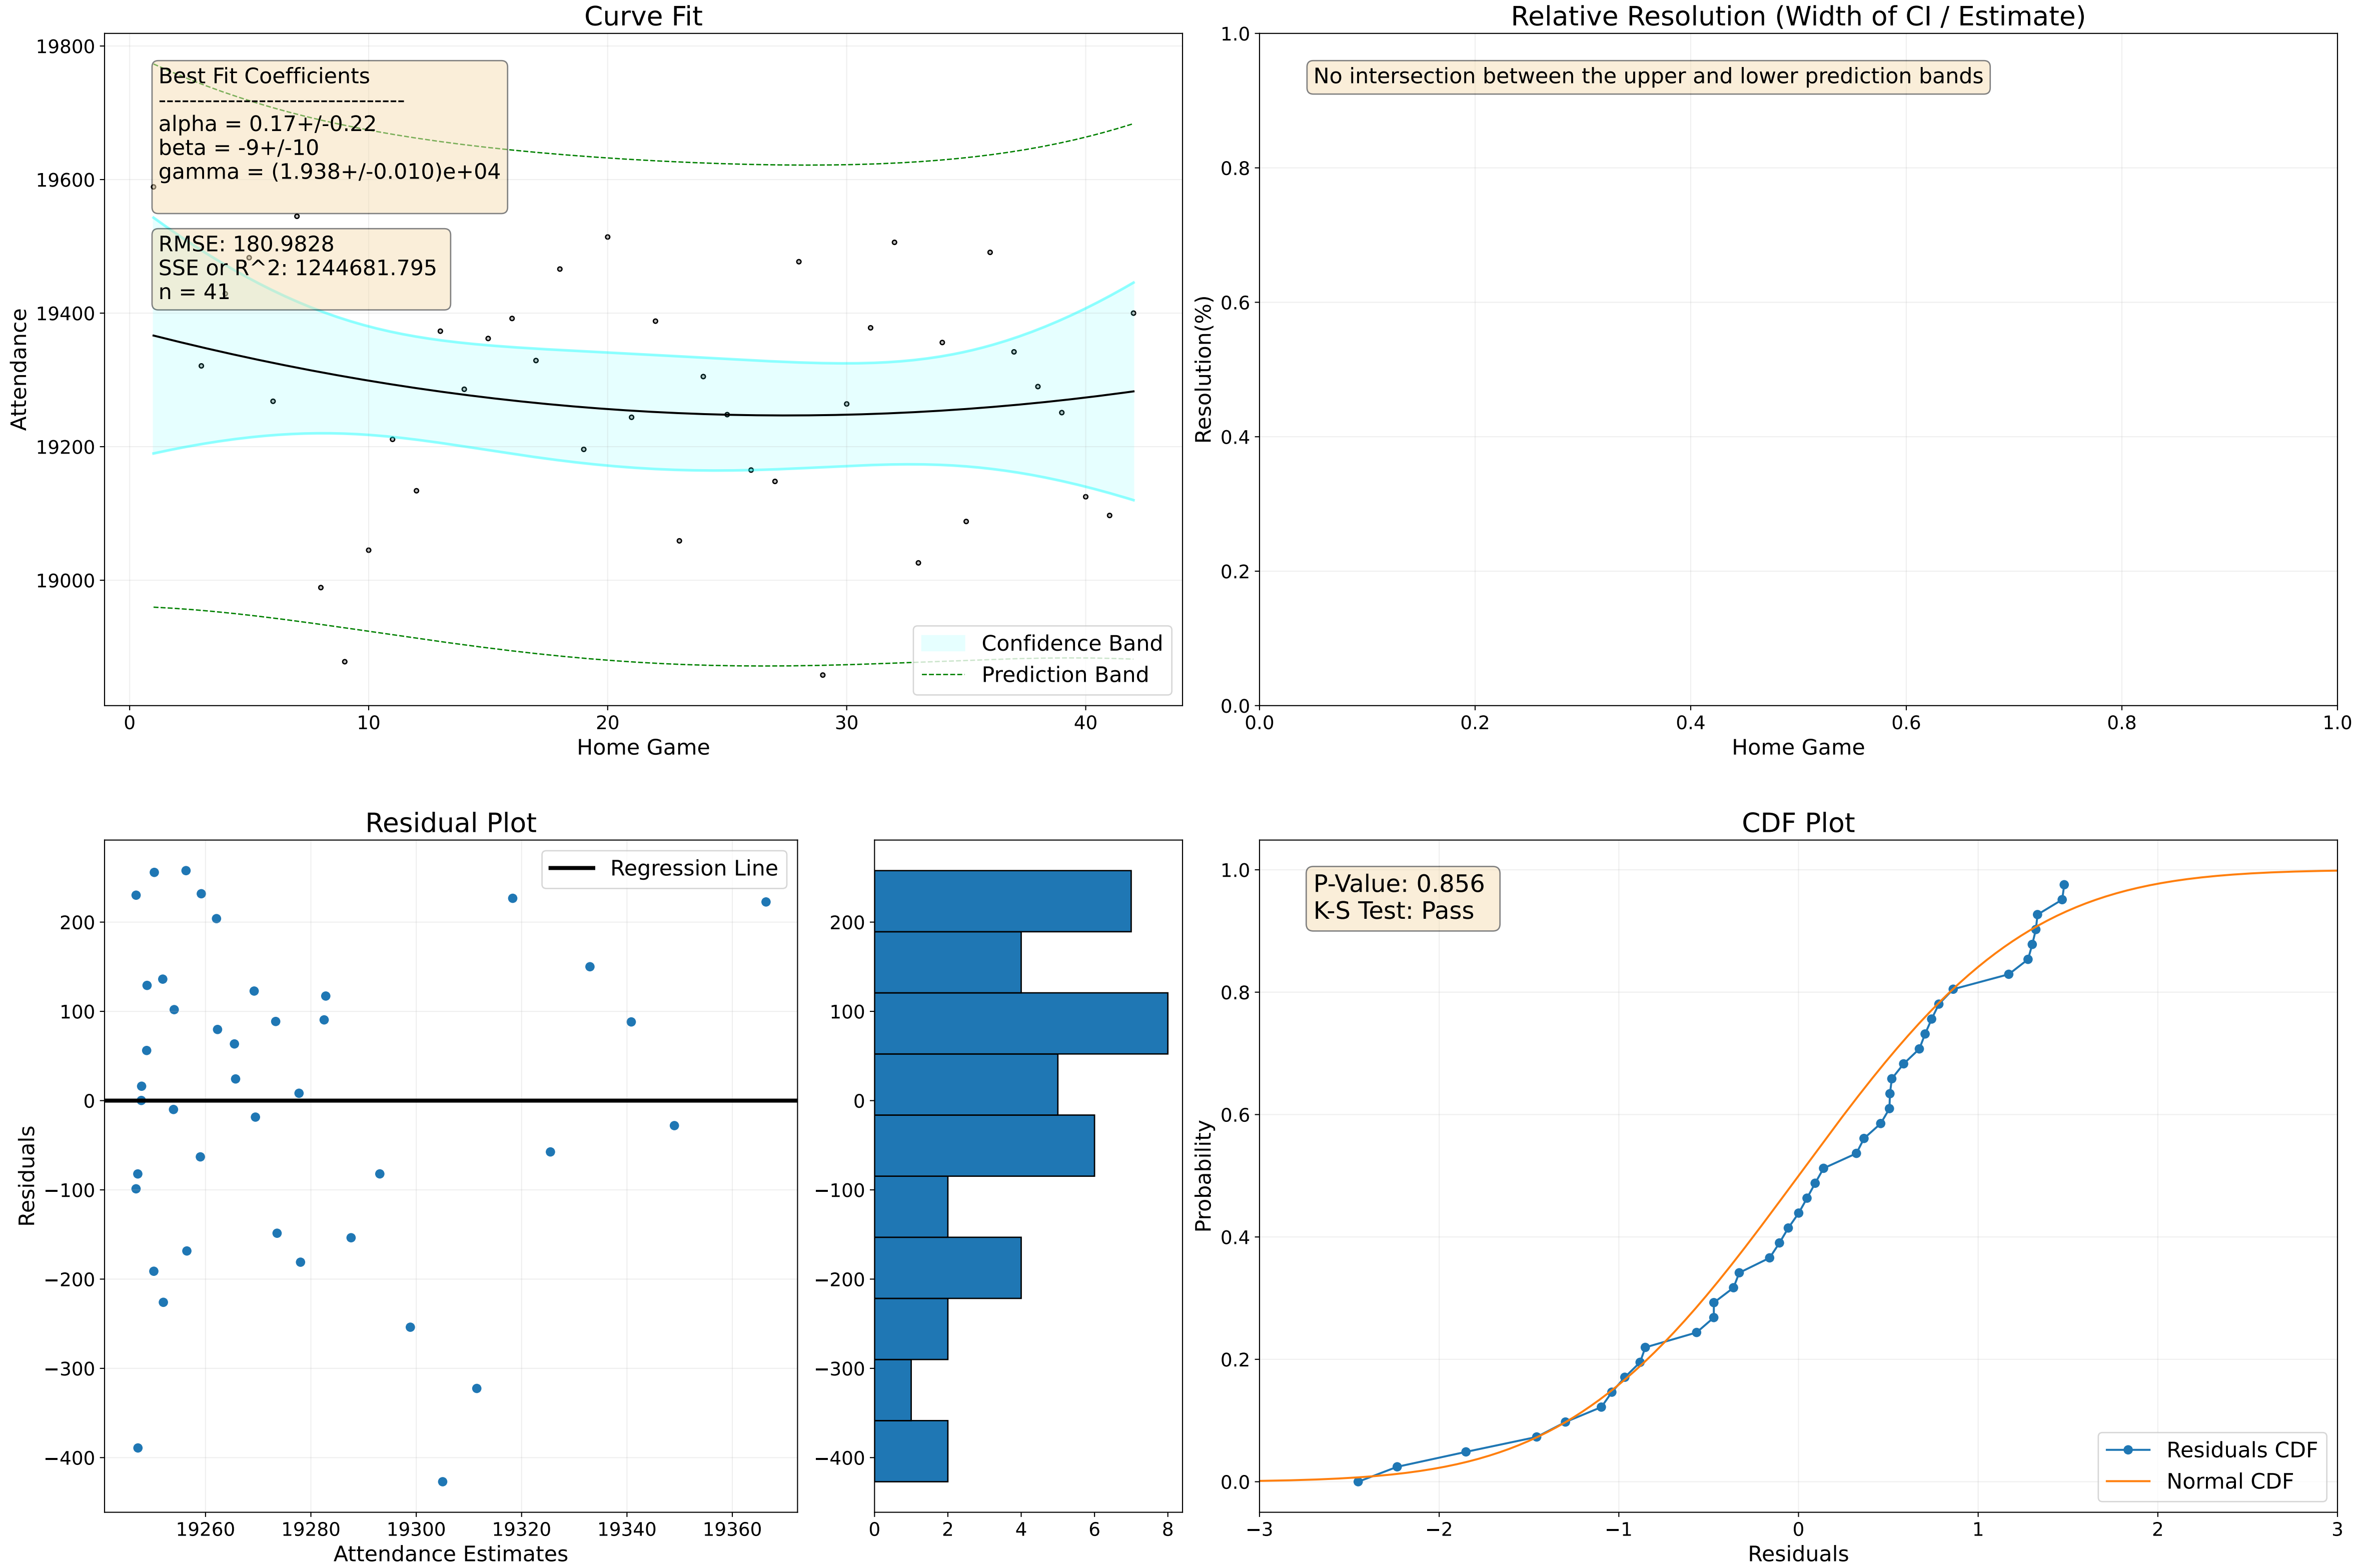 Curve Fit
19800
19600
19400
19200
19000
Attendance
Best Fit Coefficients
---------------------------
alpha = 0.17+/-0.22
beta = -9+/-10
gamma = (1.938+/-0.010)e+04
RMSE: 180.9828
SSE or R^2: 1244681.795
n = 41
Confidence Band
Prediction Band
0 10 20 30 40
Home Game
Relative Resolution (Width of CI / Estimate)
1.0
0.8
0.6
0.4
0.2
0.0
Resolution(%)
No intersection between the upper and lower prediction bands
0.0 0.2 0.4 0.6 0.8 1.0
Home Game
Residual Plot
200
100
0
−100
−200
−300
−400
Residuals
Regression Line
19260 19280 19300 19320 19340 19360
Attendance Estimates
200
100
0
−100
−200
−300
−400
0 2 4 6 8
CDF Plot
1.0
0.8
0.6
0.4
0.2
0.0
Probability
P-Value: 0.856
K-S Test: Pass
Residuals CDF
Normal CDF
−3 −2 −1 0 1 2 3
Residuals